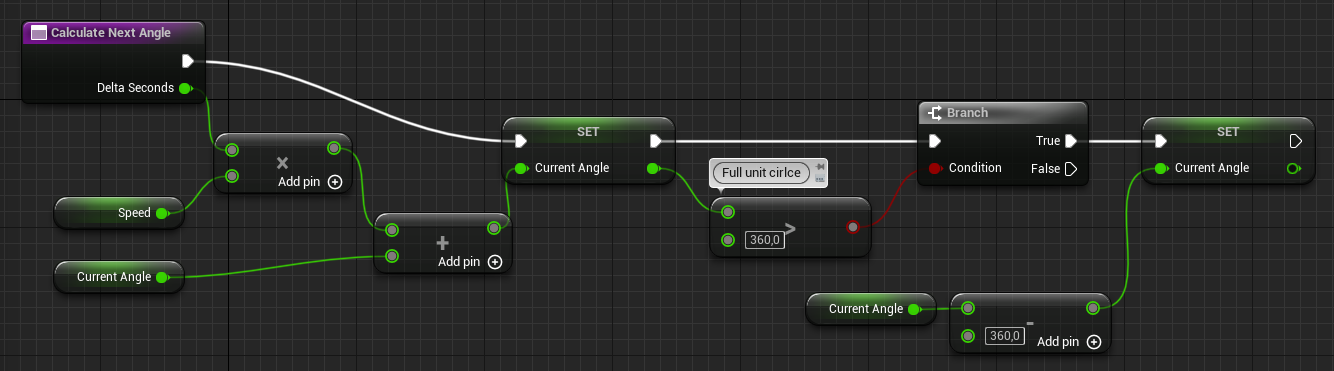 Calculate Next Angle
Delta Seconds
×
Add pin
Speed
+
Add pin
Current Angle
SET
Current Angle
Full unit cirlce
>
360,0
Branch
True
Condition
False
SET
Current Angle
Current Angle
-
360,0
Add pin